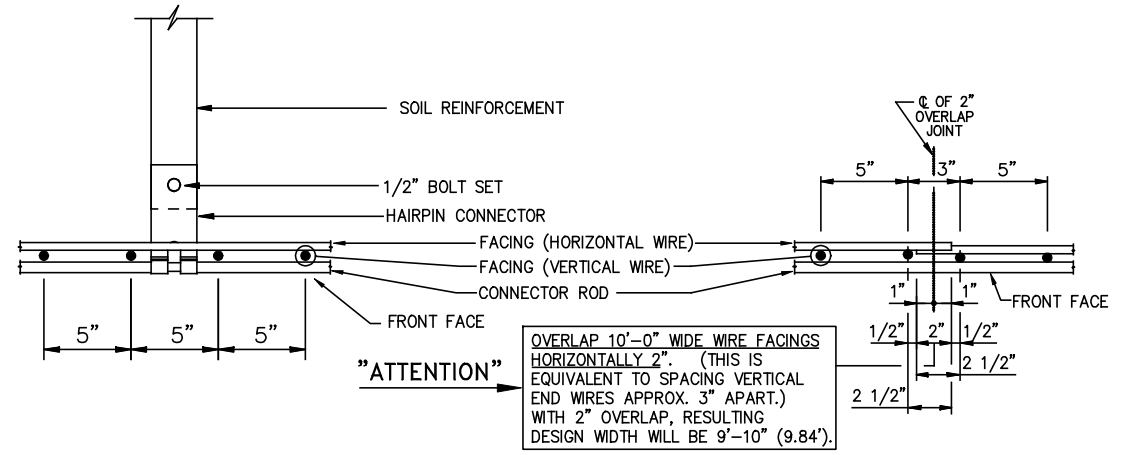 SOIL REINFORCEMENT
1/2" BOLT SET
HAIRPIN CONNECTOR
FACING (HORIZONTAL WIRE)
FACING (VERTICAL WIRE)
CONNECTOR ROD
FRONT FACE
5"
5"
5"
℄ OF 2"
OVERLAP
JOINT
5"
3"
5"
1"
1"
FRONT FACE
1/2"
2"
1/2"
2 1/2"
2 1/2"
"ATTENTION"
OVERLAP 10'-0" WIDE WIRE FACINGS
HORIZONTALLY 2". (THIS IS
EQUIVALENT TO SPACING VERTICAL
END WIRES APPROX. 3" APART.)
WITH 2" OVERLAP, RESULTING
DESIGN WIDTH WILL BE 9'-10" (9.84').